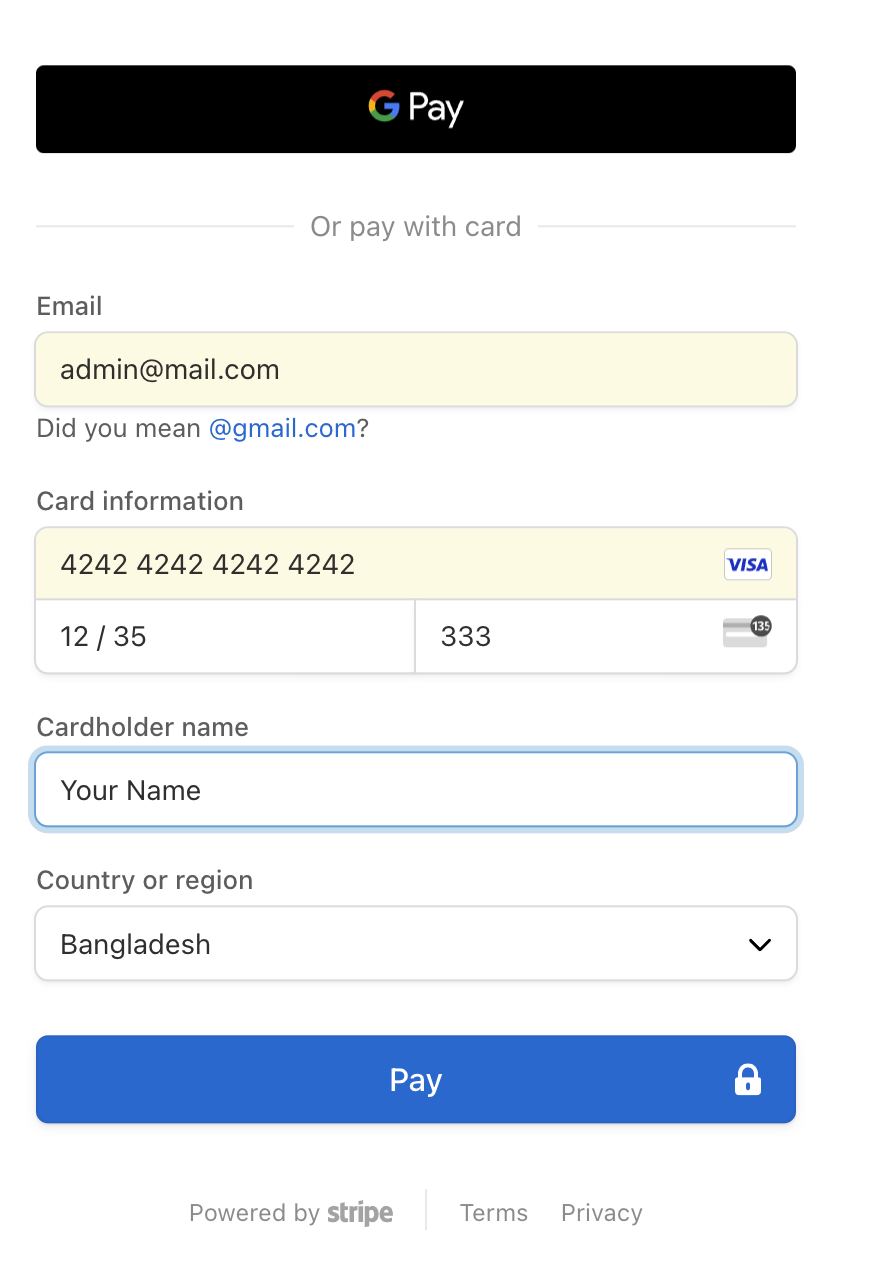 G Pay
Or pay with card
Email
admin@mail.com
Did you mean @gmail.com?
Card information
4242 4242 4242 4242 VISA
12 / 35 333 135
Cardholder name
Your Name
Country or region
Bangladesh
Pay
Powered by stripe Terms Privacy